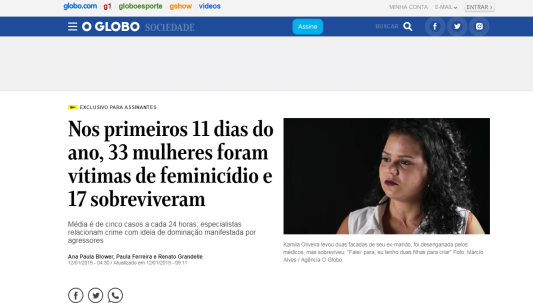 globo.com g1 globoesporte gshow vídeos MINHA CONTA E-MAIL ENTRAR
O GLOBO SOCIEDADE Assine BUSCAR
EXCLUSIVO PARA ASSINANTES
Nos primeiros 11 dias do
ano, 33 mulheres foram
vítimas de feminicídio e
17 sobreviveram
Média é de cinco casos a cada 24 horas; especialistas
relacionam crime com ideia de dominação manifestada por
agressores
Ana Paula Blower, Paula Ferreira e Renato Grandelle
12/01/2019 - 04:30 / Atualizado em 12/01/2019 - 09:11
Kamila Oliveira levou duas facadas de seu ex-marido, foi desenganada pelos
médicos, mas sobreviveu: "Falei: para, eu tenho duas filhas para criar" Foto: Márcio
Alves / Agência O Globo